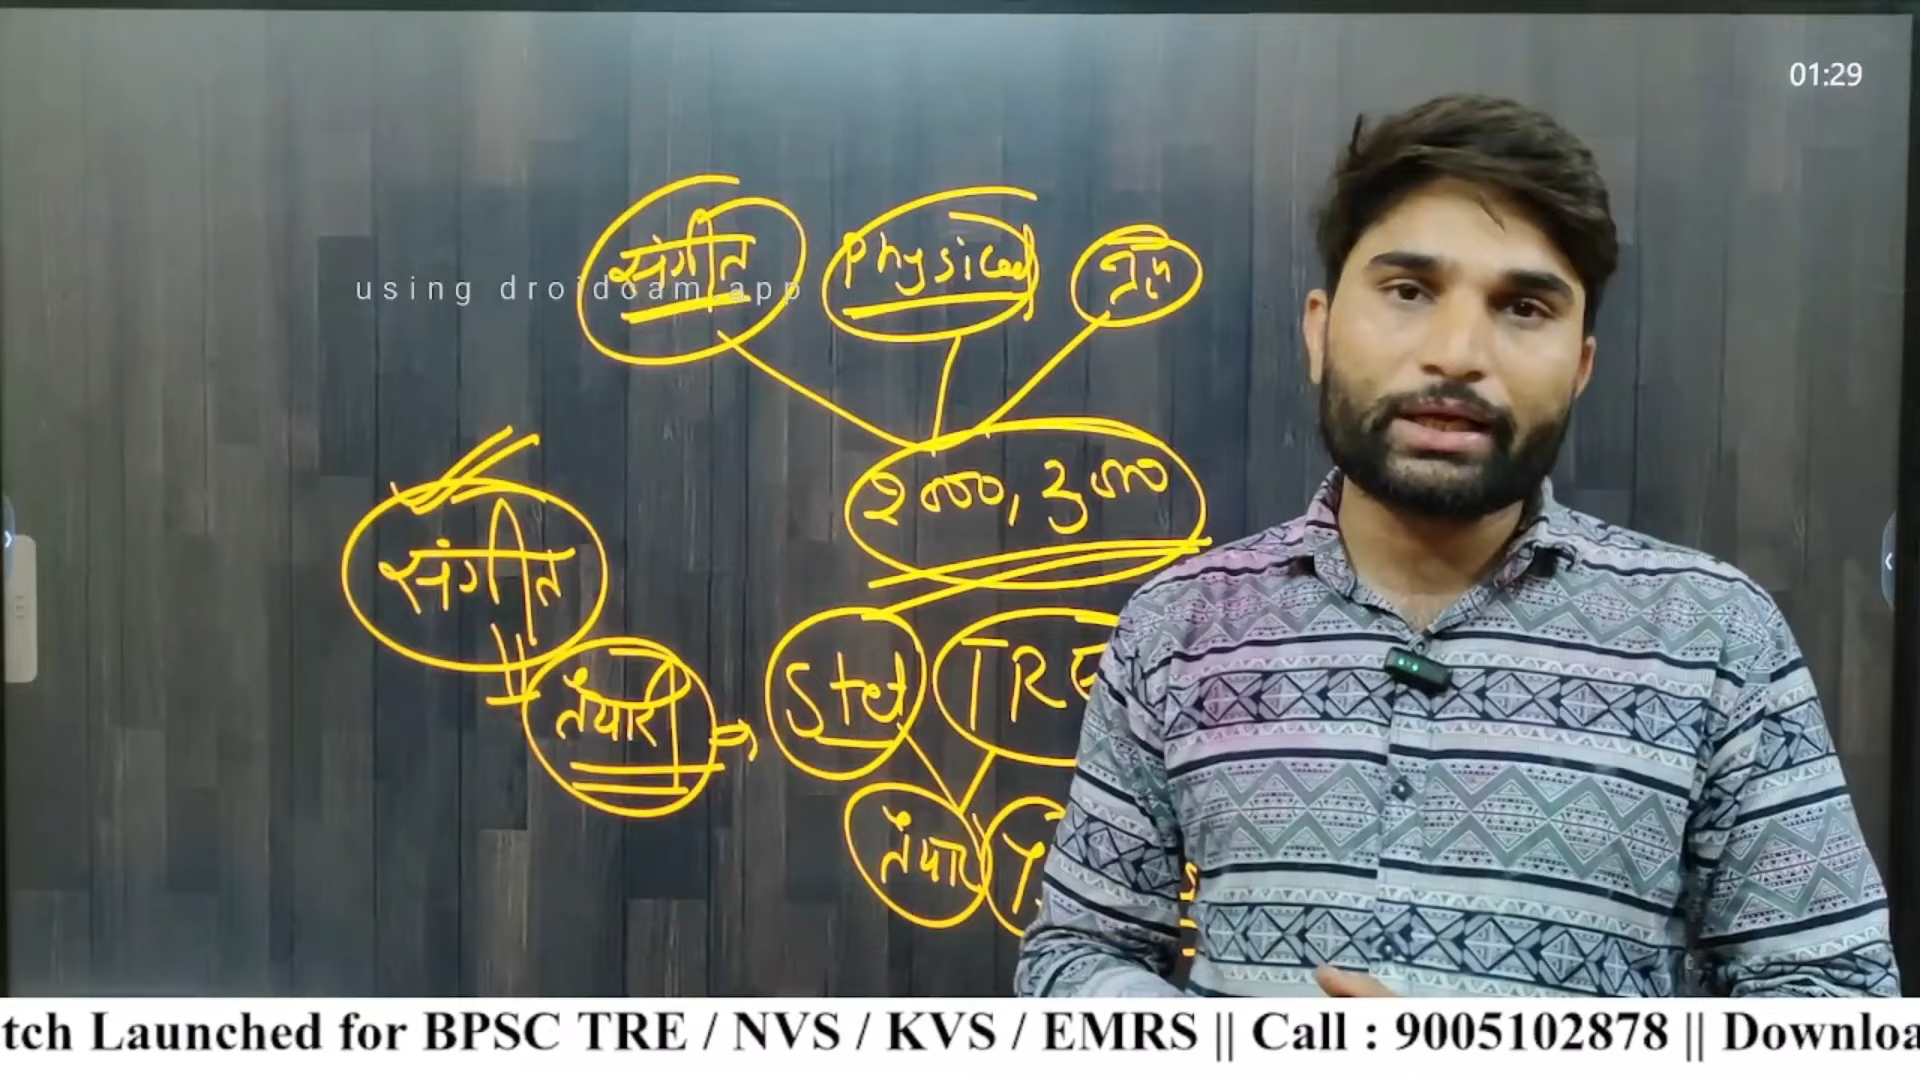 01:29
संगीत physical
using droidcam app
2000, 3000
संगीत
stet TRE
तैयारी
तैयार
tch Launched for BPSC TRE / NVS / KVS / EMRS || Call : 9005102878 || Downloa